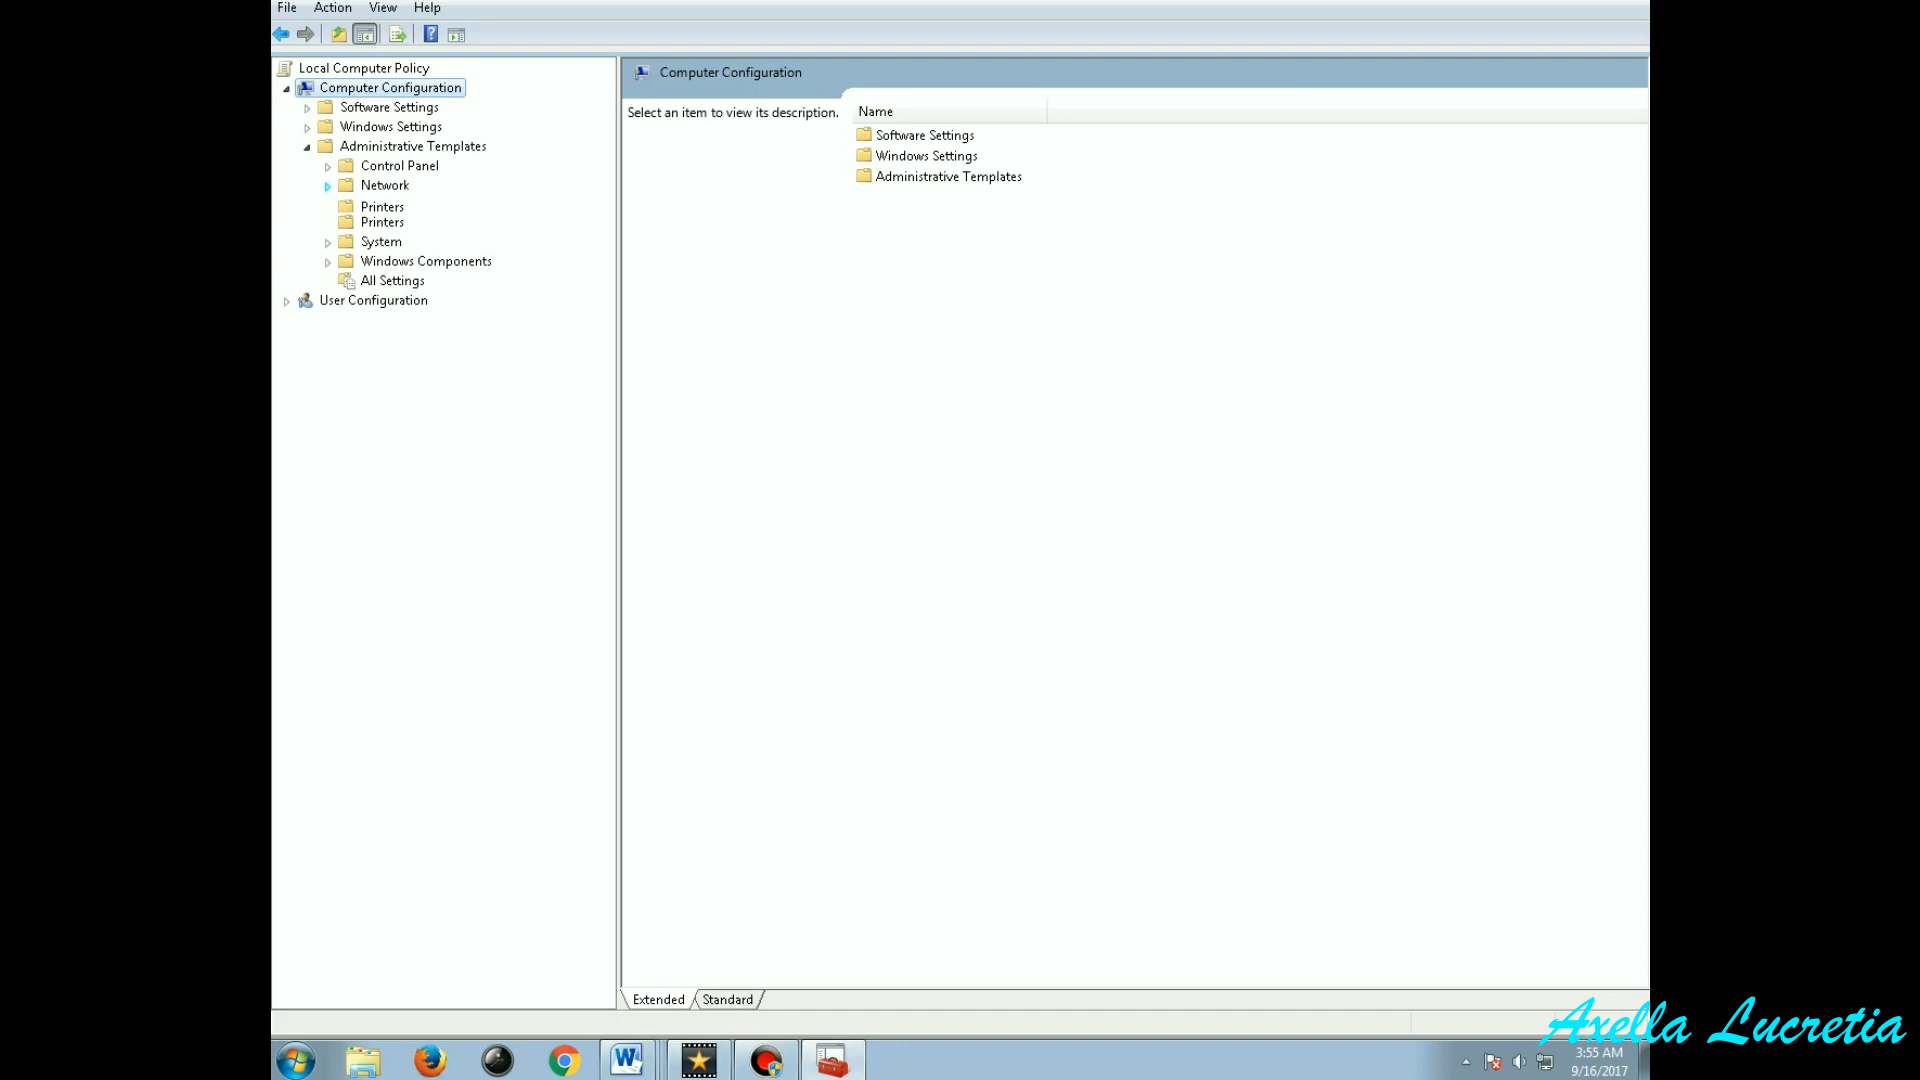 File Action View Help
Local Computer Policy
Computer Configuration
Software Settings
Windows Settings
Administrative Templates
Control Panel
Network
Printers
Printers
System
Windows Components
All Settings
User Configuration
Computer Configuration
Select an item to view its description.
Name
Software Settings
Windows Settings
Administrative Templates
Extended Standard
Axella Lucretia
3:55 AM
9/16/2017